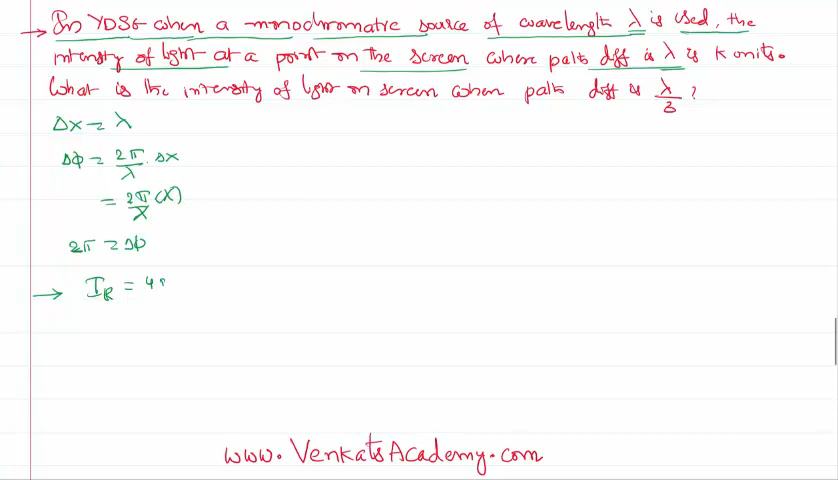 → In YDSE when a monochromatic source of wavelength λ is used, the
intensity of light at a point on the screen where path diff is λ is K units.
What is the intensity of light on screen when path diff is λ/3 ?
Δx = λ
Δϕ = 2π/λ · Δx
= 2π/λ (λ)
2π = Δϕ
→ I_R = 4
www.VenkatsAcademy.com